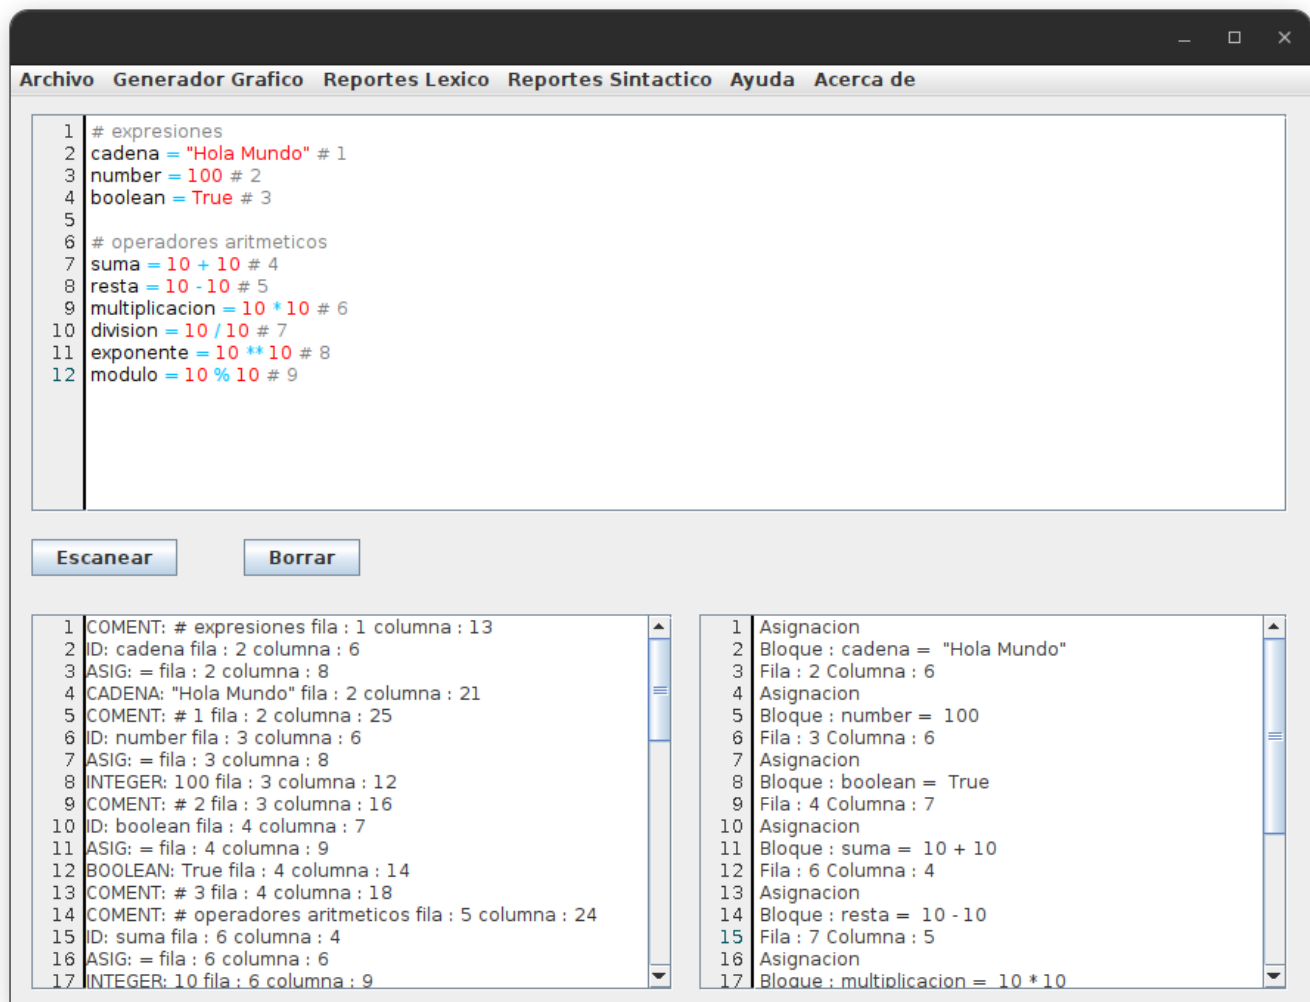 Archivo Generador Grafico Reportes Lexico Reportes Sintactico Ayuda Acerca de
1 # expresiones
2 cadena = "Hola Mundo" # 1
3 number = 100 # 2
4 boolean = True # 3
5
6 # operadores aritmeticos
7 suma = 10 + 10 # 4
8 resta = 10 - 10 # 5
9 multiplicacion = 10 * 10 # 6
10 division = 10 / 10 # 7
11 exponente = 10 ** 10 # 8
12 modulo = 10 % 10 # 9
Escanear Borrar
1 COMENT: # expresiones fila : 1 columna : 13
2 ID: cadena fila : 2 columna : 6
3 ASIG: = fila : 2 columna : 8
4 CADENA: "Hola Mundo" fila : 2 columna : 21
5 COMENT: # 1 fila : 2 columna : 25
6 ID: number fila : 3 columna : 6
7 ASIG: = fila : 3 columna : 8
8 INTEGER: 100 fila : 3 columna : 12
9 COMENT: # 2 fila : 3 columna : 16
10 ID: boolean fila : 4 columna : 7
11 ASIG: = fila : 4 columna : 9
12 BOOLEAN: True fila : 4 columna : 14
13 COMENT: # 3 fila : 4 columna : 18
14 COMENT: # operadores aritmeticos fila : 5 columna : 24
15 ID: suma fila : 6 columna : 4
16 ASIG: = fila : 6 columna : 6
17 INTEGER: 10 fila : 6 columna : 9
1 Asignacion
2 Bloque : cadena = "Hola Mundo"
3 Fila : 2 Columna : 6
4 Asignacion
5 Bloque : number = 100
6 Fila : 3 Columna : 6
7 Asignacion
8 Bloque : boolean = True
9 Fila : 4 Columna : 7
10 Asignacion
11 Bloque : suma = 10 + 10
12 Fila : 6 Columna : 4
13 Asignacion
14 Bloque : resta = 10 - 10
15 Fila : 7 Columna : 5
16 Asignacion
17 Bloque : multiplicacion = 10 * 10